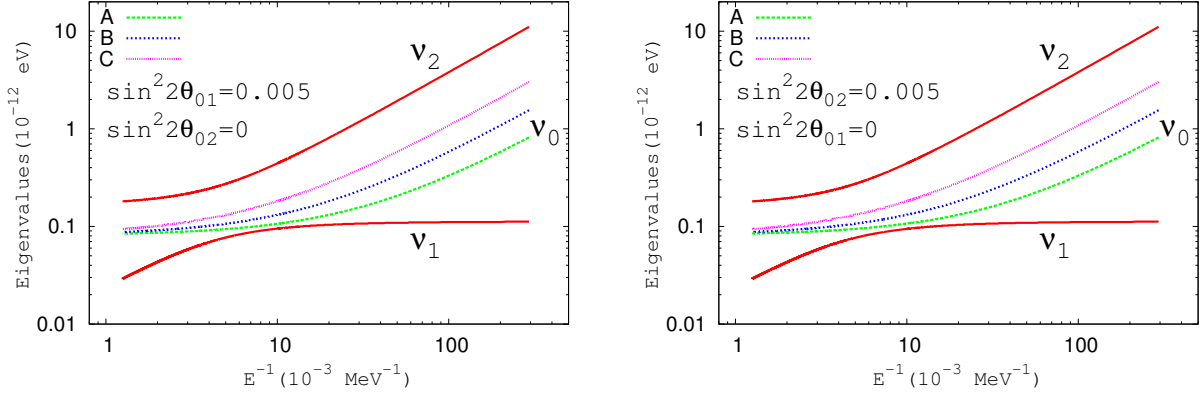 Eigenvalues(10⁻¹² eV)
10
1
0.1
0.01
A
B
C
sin²2θ₀₁=0.005
sin²2θ₀₂=0
ν₂
ν₀
ν₁
1 10 100
E⁻¹(10⁻³ MeV⁻¹)
Eigenvalues(10⁻¹² eV)
10
1
0.1
0.01
A
B
C
sin²2θ₀₂=0.005
sin²2θ₀₁=0
ν₂
ν₀
ν₁
1 10 100
E⁻¹(10⁻³ MeV⁻¹)